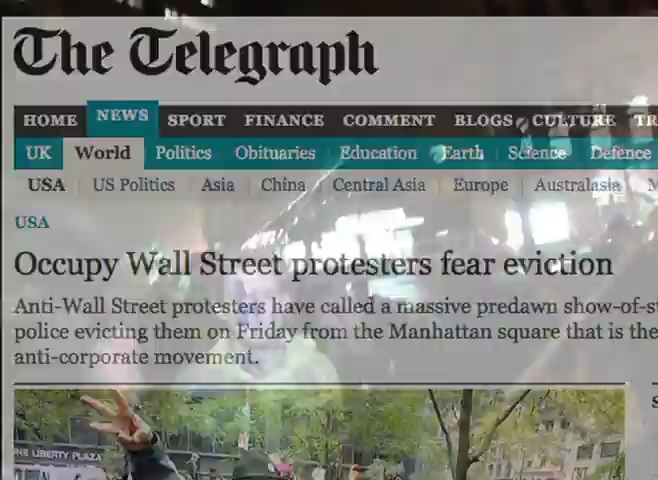 The Telegraph
HOME NEWS SPORT FINANCE COMMENT BLOGS CULTURE
UK World Politics Obituaries Education Earth Science Defence
USA US Politics Asia China Central Asia Europe Australasia
USA
Occupy Wall Street protesters fear eviction
Anti-Wall Street protesters have called a massive predawn show-of-s
police evicting them on Friday from the Manhattan square that is the
anti-corporate movement.
NE LIBERTY PLAZA